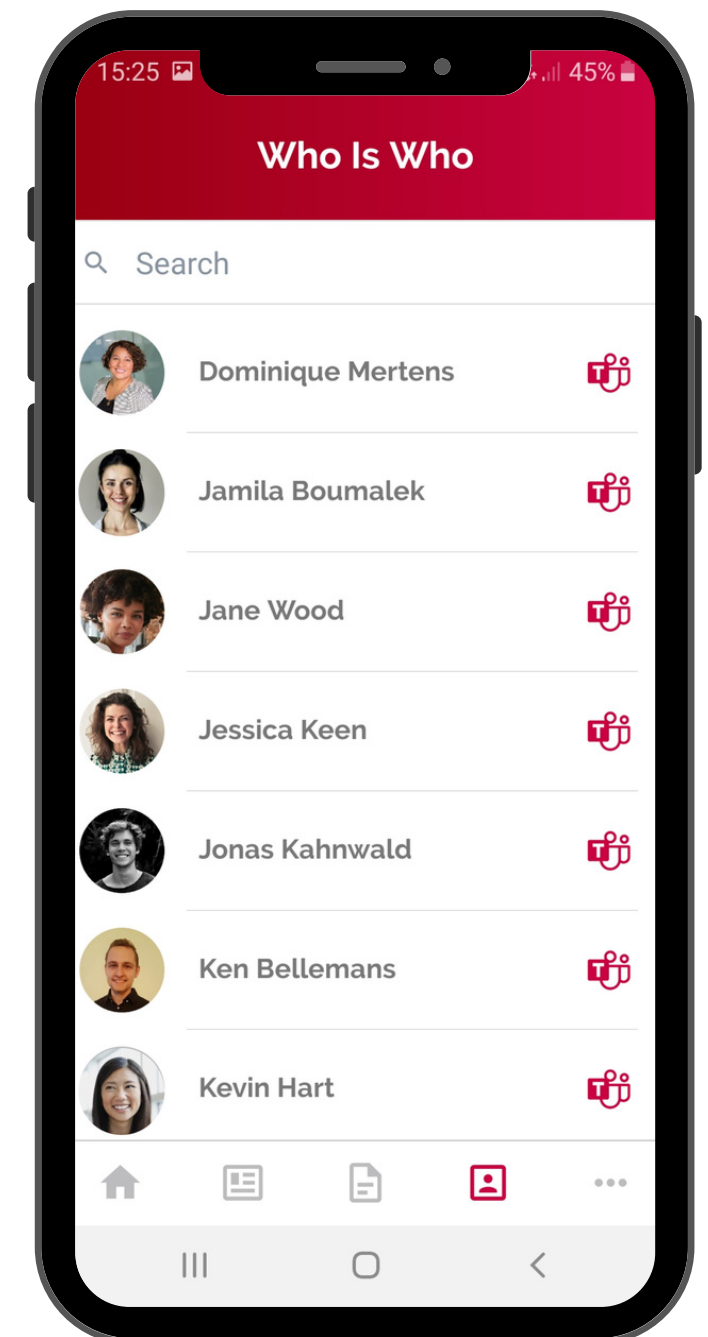 15:25 45%
Who Is Who
Search
Dominique Mertens
T
Jamila Boumalek
T
Jane Wood
T
Jessica Keen
T
Jonas Kahnwald
T
Ken Bellemans
T
Kevin Hart
T